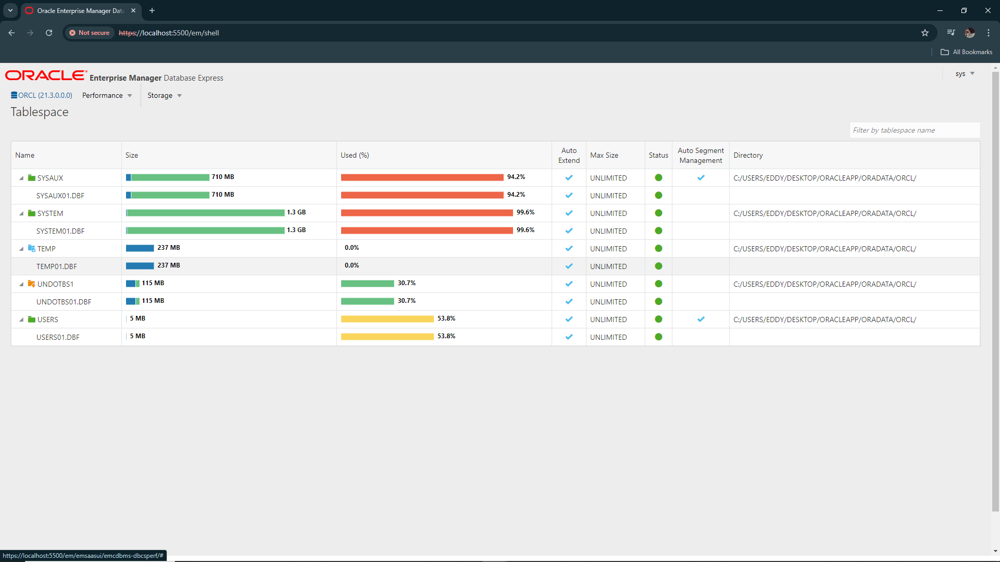 Oracle Enterprise Manager Dat
Not secure
https://localhost:5500/em/shell
All Bookmarks
ORACLE Enterprise Manager Database Express
sys
ORCL (21.3.0.0.0) Performance Storage
Tablespace
Filter by tablespace name
Name Size Used (%) Auto Extend Max Size Status Auto Segment Management Directory
SYSAUX 710 MB 94.2% UNLIMITED C:/USERS/EDDY/DESKTOP/ORACLEAPP/ORADATA/ORCL/
SYSAUX01.DBF 710 MB 94.2% UNLIMITED
SYSTEM 1.3 GB 99.6% UNLIMITED C:/USERS/EDDY/DESKTOP/ORACLEAPP/ORADATA/ORCL/
SYSTEM01.DBF 1.3 GB 99.6% UNLIMITED
TEMP 237 MB 0.0% UNLIMITED C:/USERS/EDDY/DESKTOP/ORACLEAPP/ORADATA/ORCL/
TEMP01.DBF 237 MB 0.0% UNLIMITED
UNDOTBS1 115 MB 30.7% UNLIMITED C:/USERS/EDDY/DESKTOP/ORACLEAPP/ORADATA/ORCL/
UNDOTBS01.DBF 115 MB 30.7% UNLIMITED
USERS 5 MB 53.8% UNLIMITED C:/USERS/EDDY/DESKTOP/ORACLEAPP/ORADATA/ORCL/
USERS01.DBF 5 MB 53.8% UNLIMITED
https://localhost:5500/em/emsaasui/emcdbms-dbcsperf/#